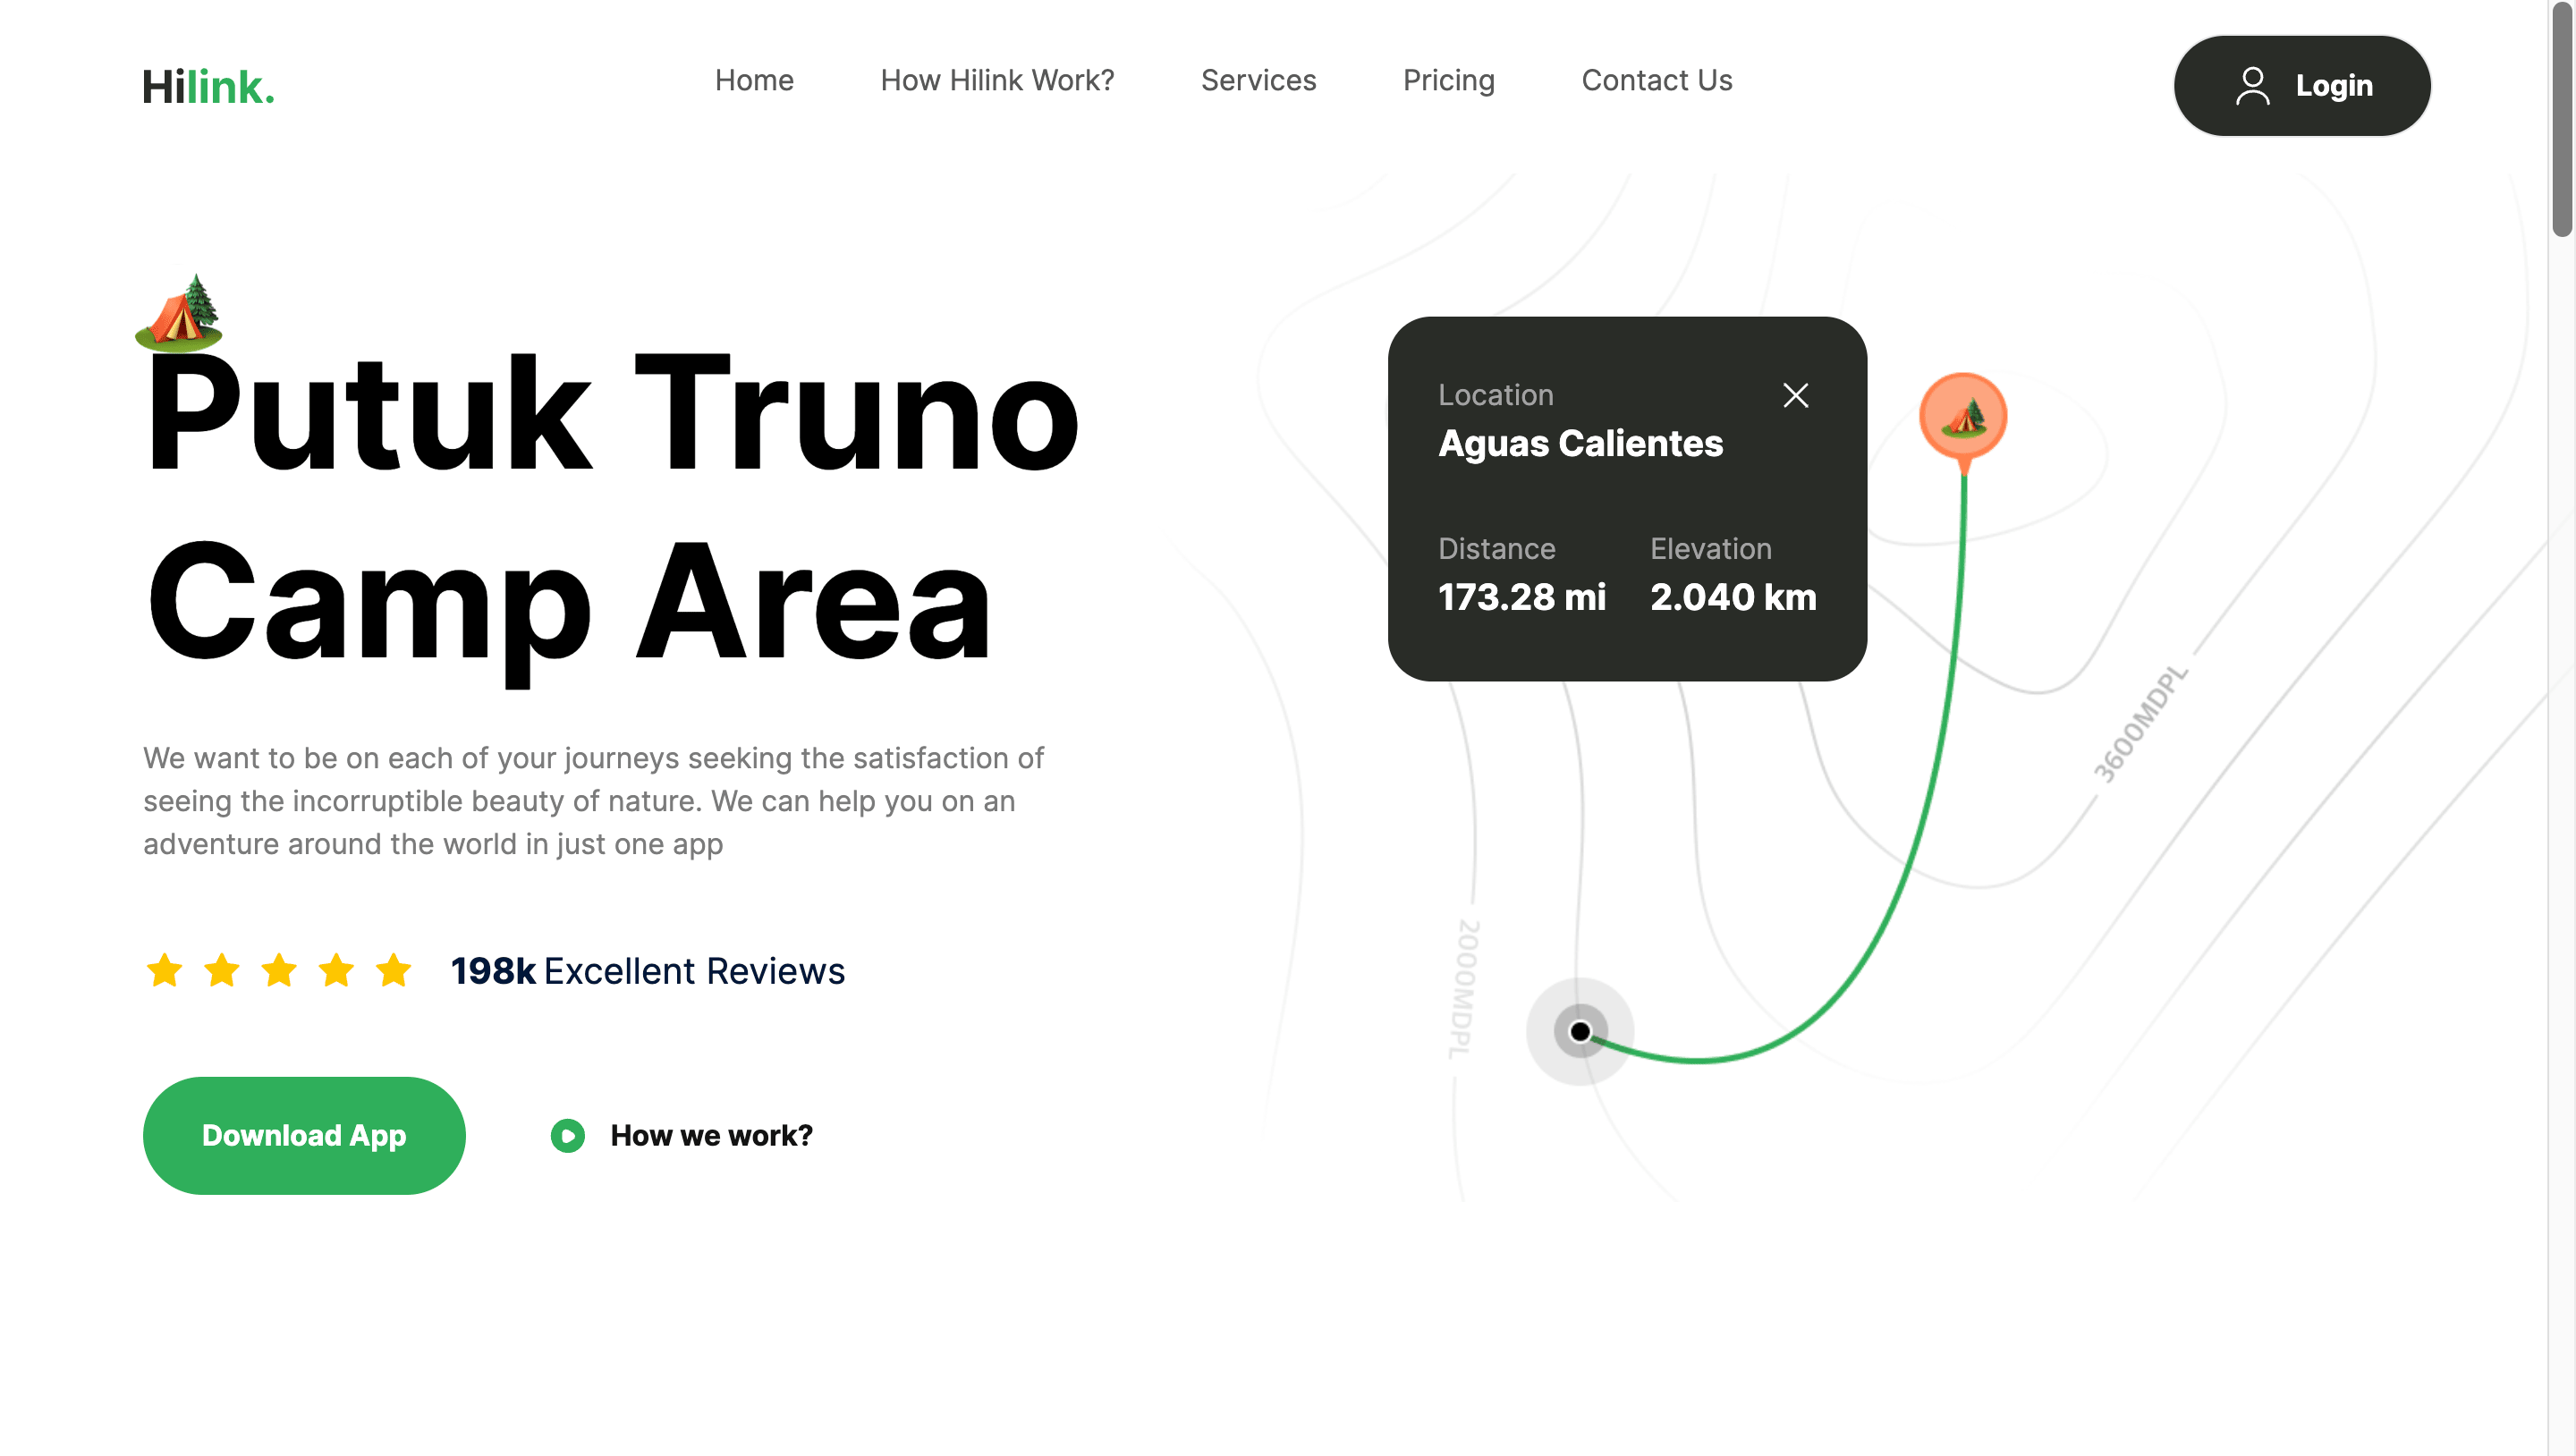 Hilink.
Home
How Hilink Work?
Services
Pricing
Contact Us
Login
Putuk Truno
Camp Area
We want to be on each of your journeys seeking the satisfaction of
seeing the incorruptible beauty of nature. We can help you on an
adventure around the world in just one app
198k Excellent Reviews
Download App
How we work?
Location
Aguas Calientes
Distance
Elevation
173.28 mi
2.040 km
3600MDPL
2000MDPL